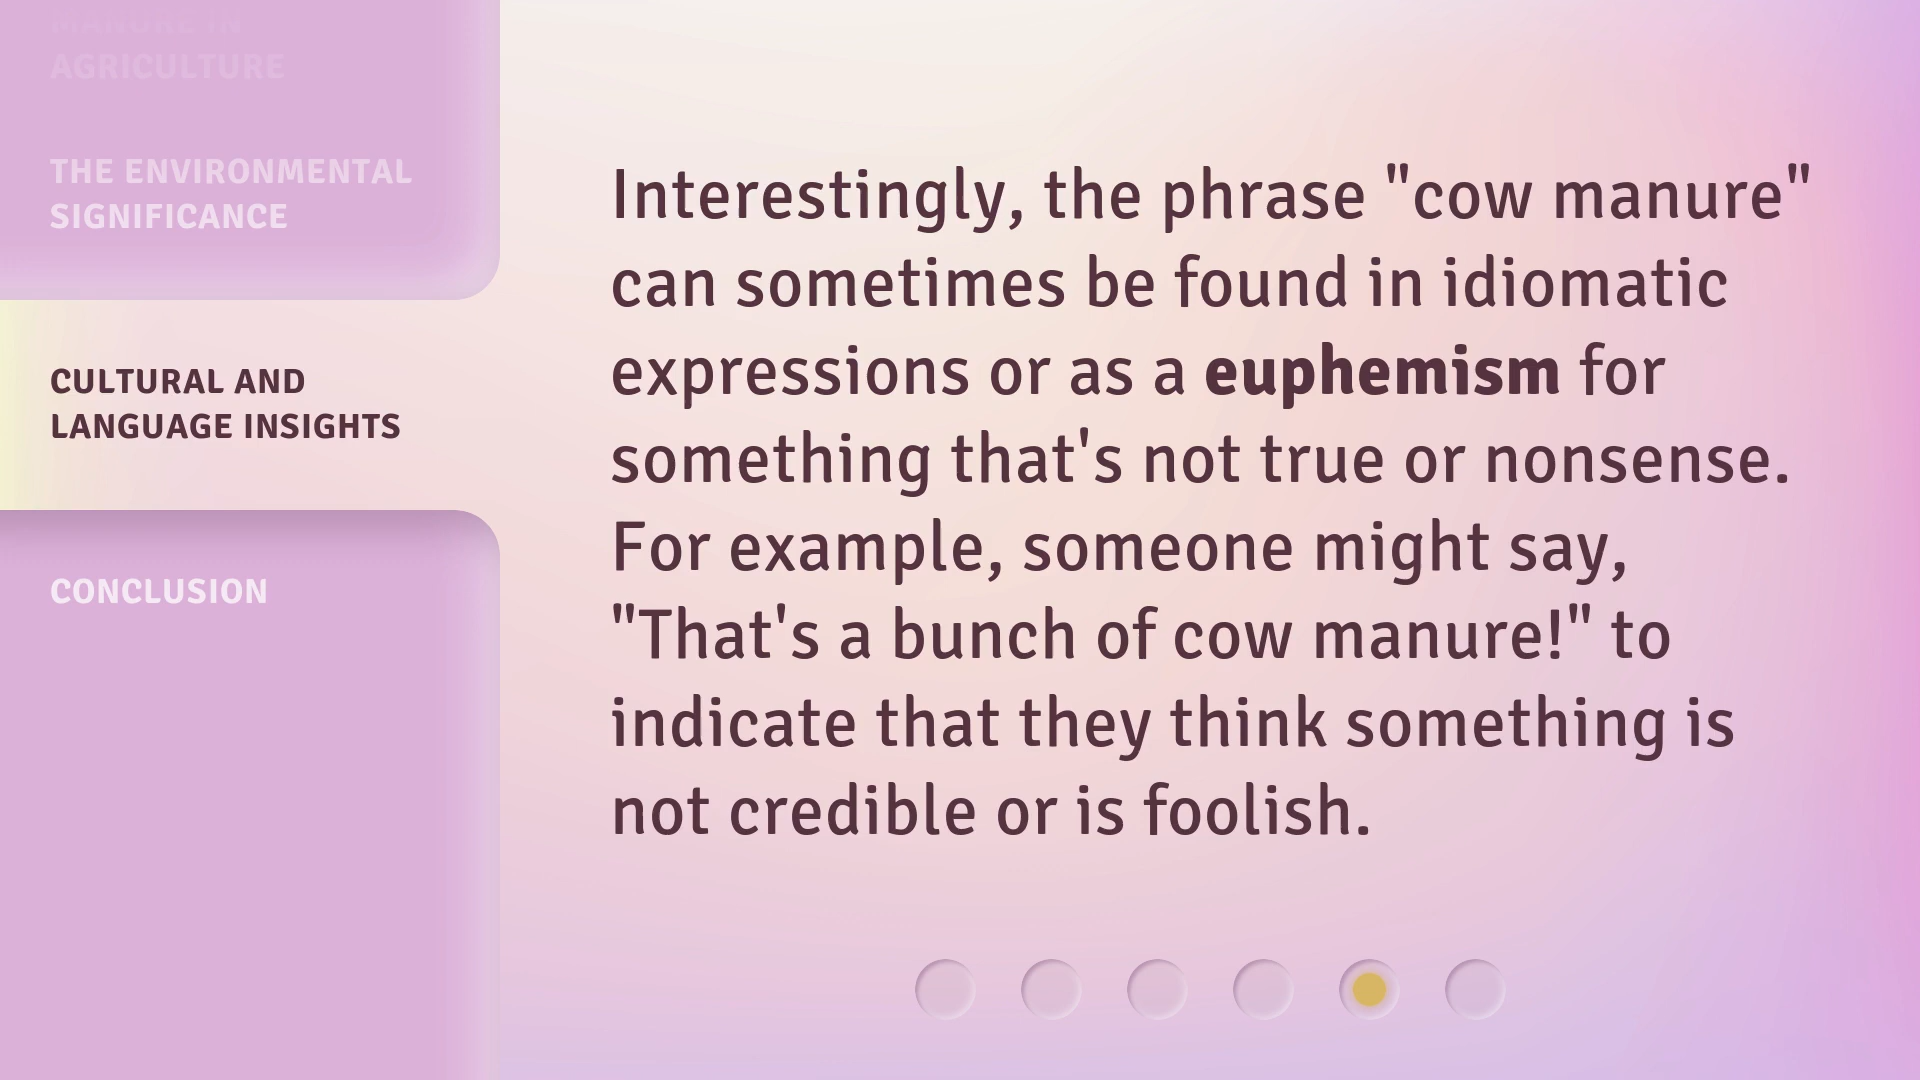 MANURE IN
AGRICULTURE
THE ENVIRONMENTAL
SIGNIFICANCE
CULTURAL AND
LANGUAGE INSIGHTS
CONCLUSION
Interestingly, the phrase "cow manure"
can sometimes be found in idiomatic
expressions or as a euphemism for
something that's not true or nonsense.
For example, someone might say,
"That's a bunch of cow manure!" to
indicate that they think something is
not credible or is foolish.